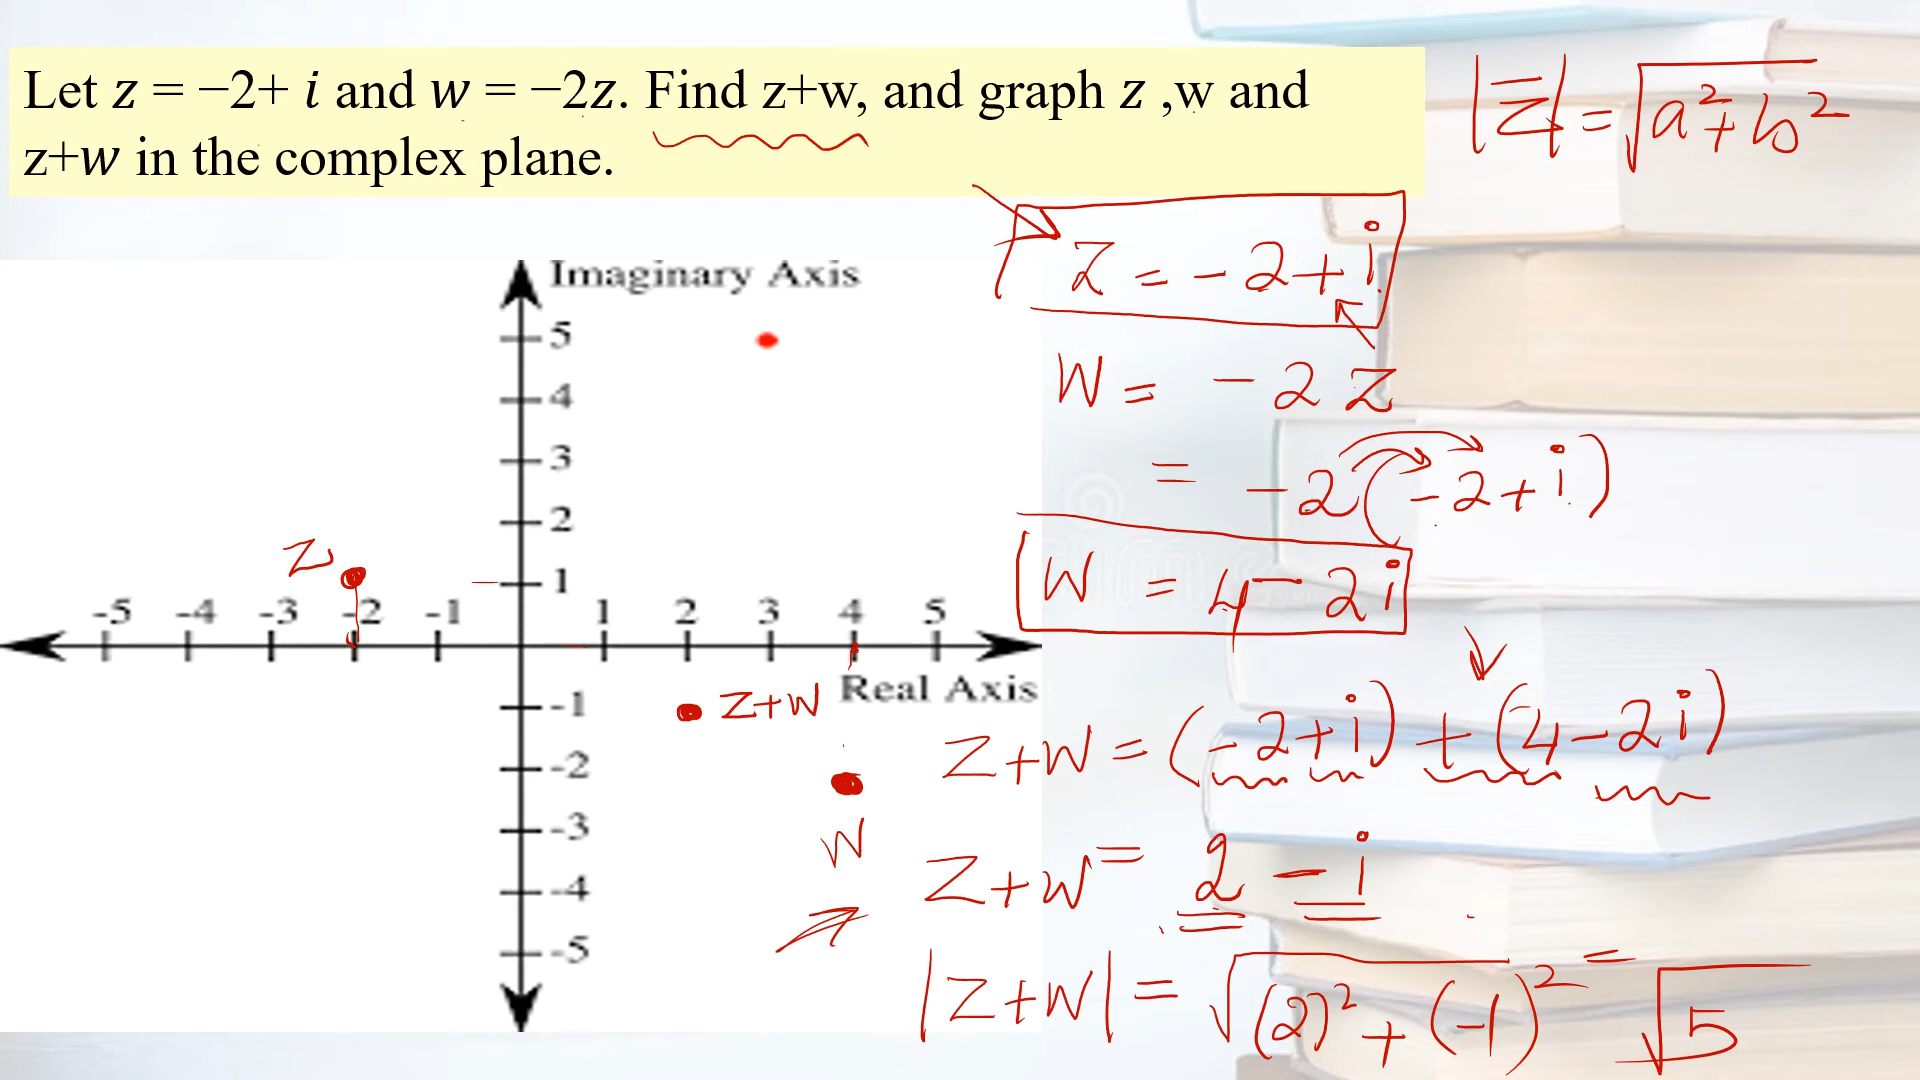 Let z = −2+ i and w = −2z. Find z+w, and graph z ,w and
z+w in the complex plane.
|z| = √a²+b²
z = -2+i
w = -2z
= -2(-2+i)
w = 4-2i
z+w = (-2+i) + (4-2i)
z+w = 2-i
|z+w| = √(2)²+(-1)² = √5
Imaginary Axis
5
4
3
2
1
-5 -4 -3 -2 -1 1 2 3 4 5
Real Axis
-1
-2
-3
-4
-5
z
z+w
w